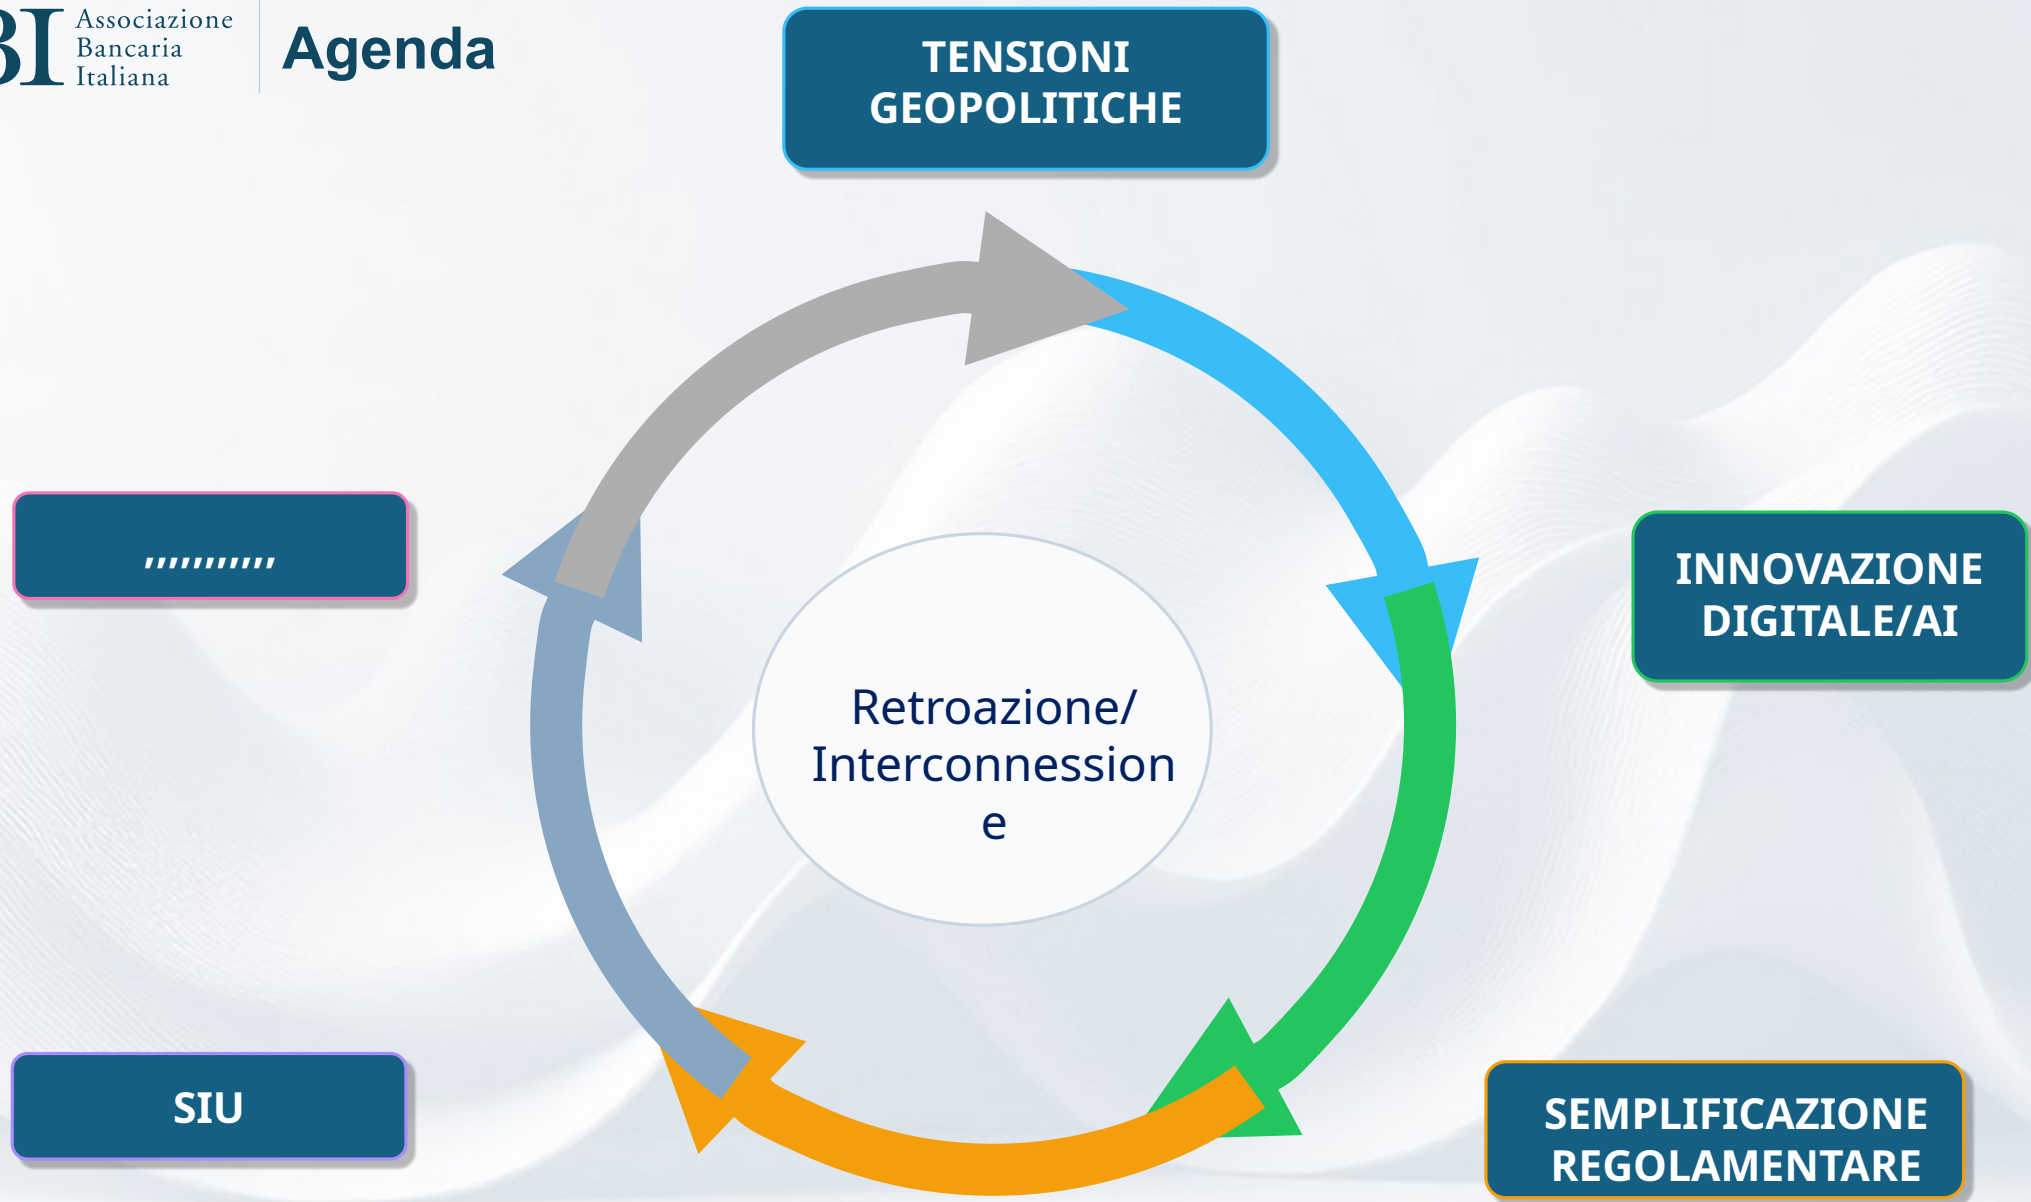 BI
Associazione
Bancaria
Italiana
Agenda
TENSIONI
GEOPOLITICHE
,,,,,,,,,,,
INNOVAZIONE
DIGITALE/AI
Retroazione/
Interconnession
e
SIU
SEMPLIFICAZIONE
REGOLAMENTARE